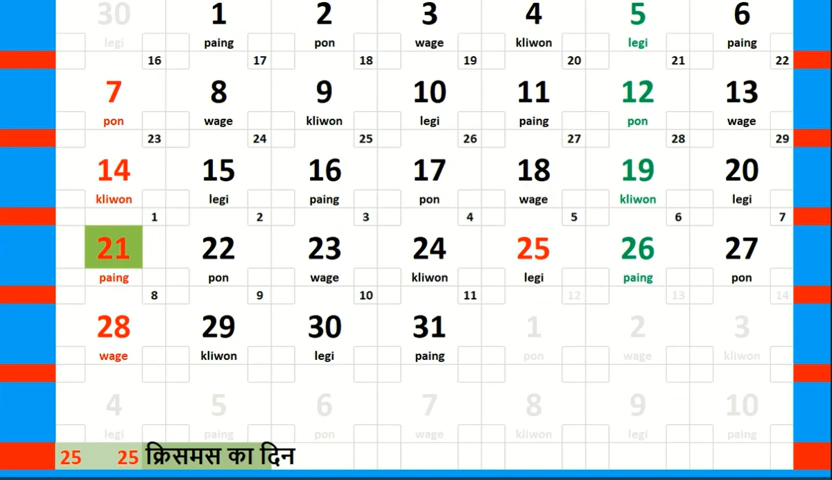 30 1 2 3 4 5 6
legi paing pon wage kliwon legi paing
16 17 18 19 20 21 22
7 8 9 10 11 12 13
pon wage kliwon legi paing pon wage
23 24 25 26 27 28 29
14 15 16 17 18 19 20
kliwon legi paing pon wage kliwon legi
1 2 3 4 5 6 7
21 22 23 24 25 26 27
paing pon wage kliwon legi paing pon
8 9 10 11 12 13 14
28 29 30 31 1 2 3
wage kliwon legi paing pon wage kliwon
4 5 6 7 8 9 10
legi paing pon wage kliwon legi paing
25 25 क्रिसमस का दिन